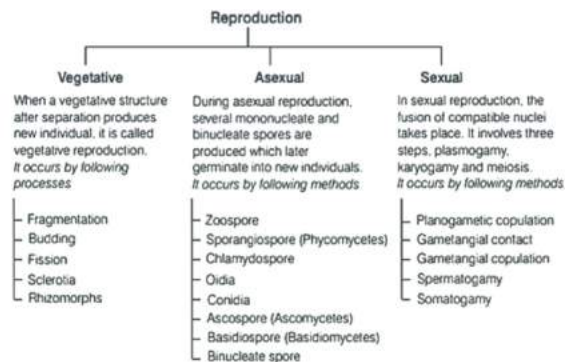 Reproduction
Vegetative
When a vegetative structure
after separation produces
new individual, it is called
vegetative reproduction.
It occurs by following
processes
Fragmentation
Budding
Fission
Sclerotia
Rhizomorphs
Asexual
During asexual reproduction,
several mononucleate and
binucleate spores are
produced which later
germinate into new individuals.
It occurs by following methods
Zoospore
Sporangiospore (Phycomycetes)
Chlamydospore
Oidia
Conidia
Ascospore (Ascomycetes)
Basidiospore (Basidiomycetes)
Binucleate spore
Sexual
In sexual reproduction, the
fusion of compatible nuclei
takes place. It involves three
steps, plasmogamy,
karyogamy and meiosis.
It occurs by following methods
Planogametic copulation
Gametangial contact
Gametangial copulation
Spermatogamy
Somatogamy